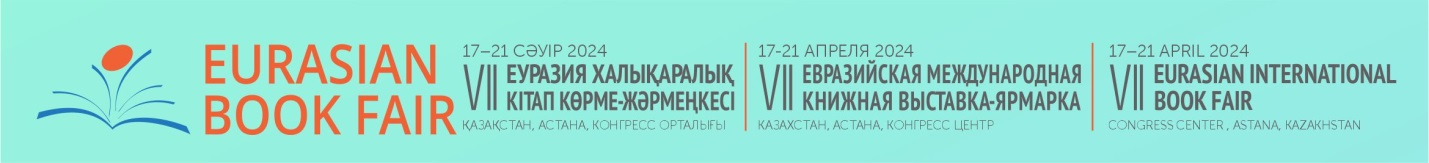 EURASIAN
BOOK FAIR
17–21 СӘУІР 2024
VII ЕУРАЗИЯ ХАЛЫҚАРАЛЫҚ
КІТАП КӨРМЕ-ЖӘРМЕҢКЕСІ
ҚАЗАҚСТАН, АСТАНА, КОНГРЕСС ОРТАЛЫҒЫ
17-21 АПРЕЛЯ 2024
VII ЕВРАЗИЙСКАЯ МЕЖДУНАРОДНАЯ
КНИЖНАЯ ВЫСТАВКА-ЯРМАРКА
КАЗАХСТАН, АСТАНА, КОНГРЕСС ЦЕНТР
17–21 APRIL 2024
VII EURASIAN INTERNATIONAL
BOOK FAIR
CONGRESS CENTER , ASTANA, KAZAKHSTAN